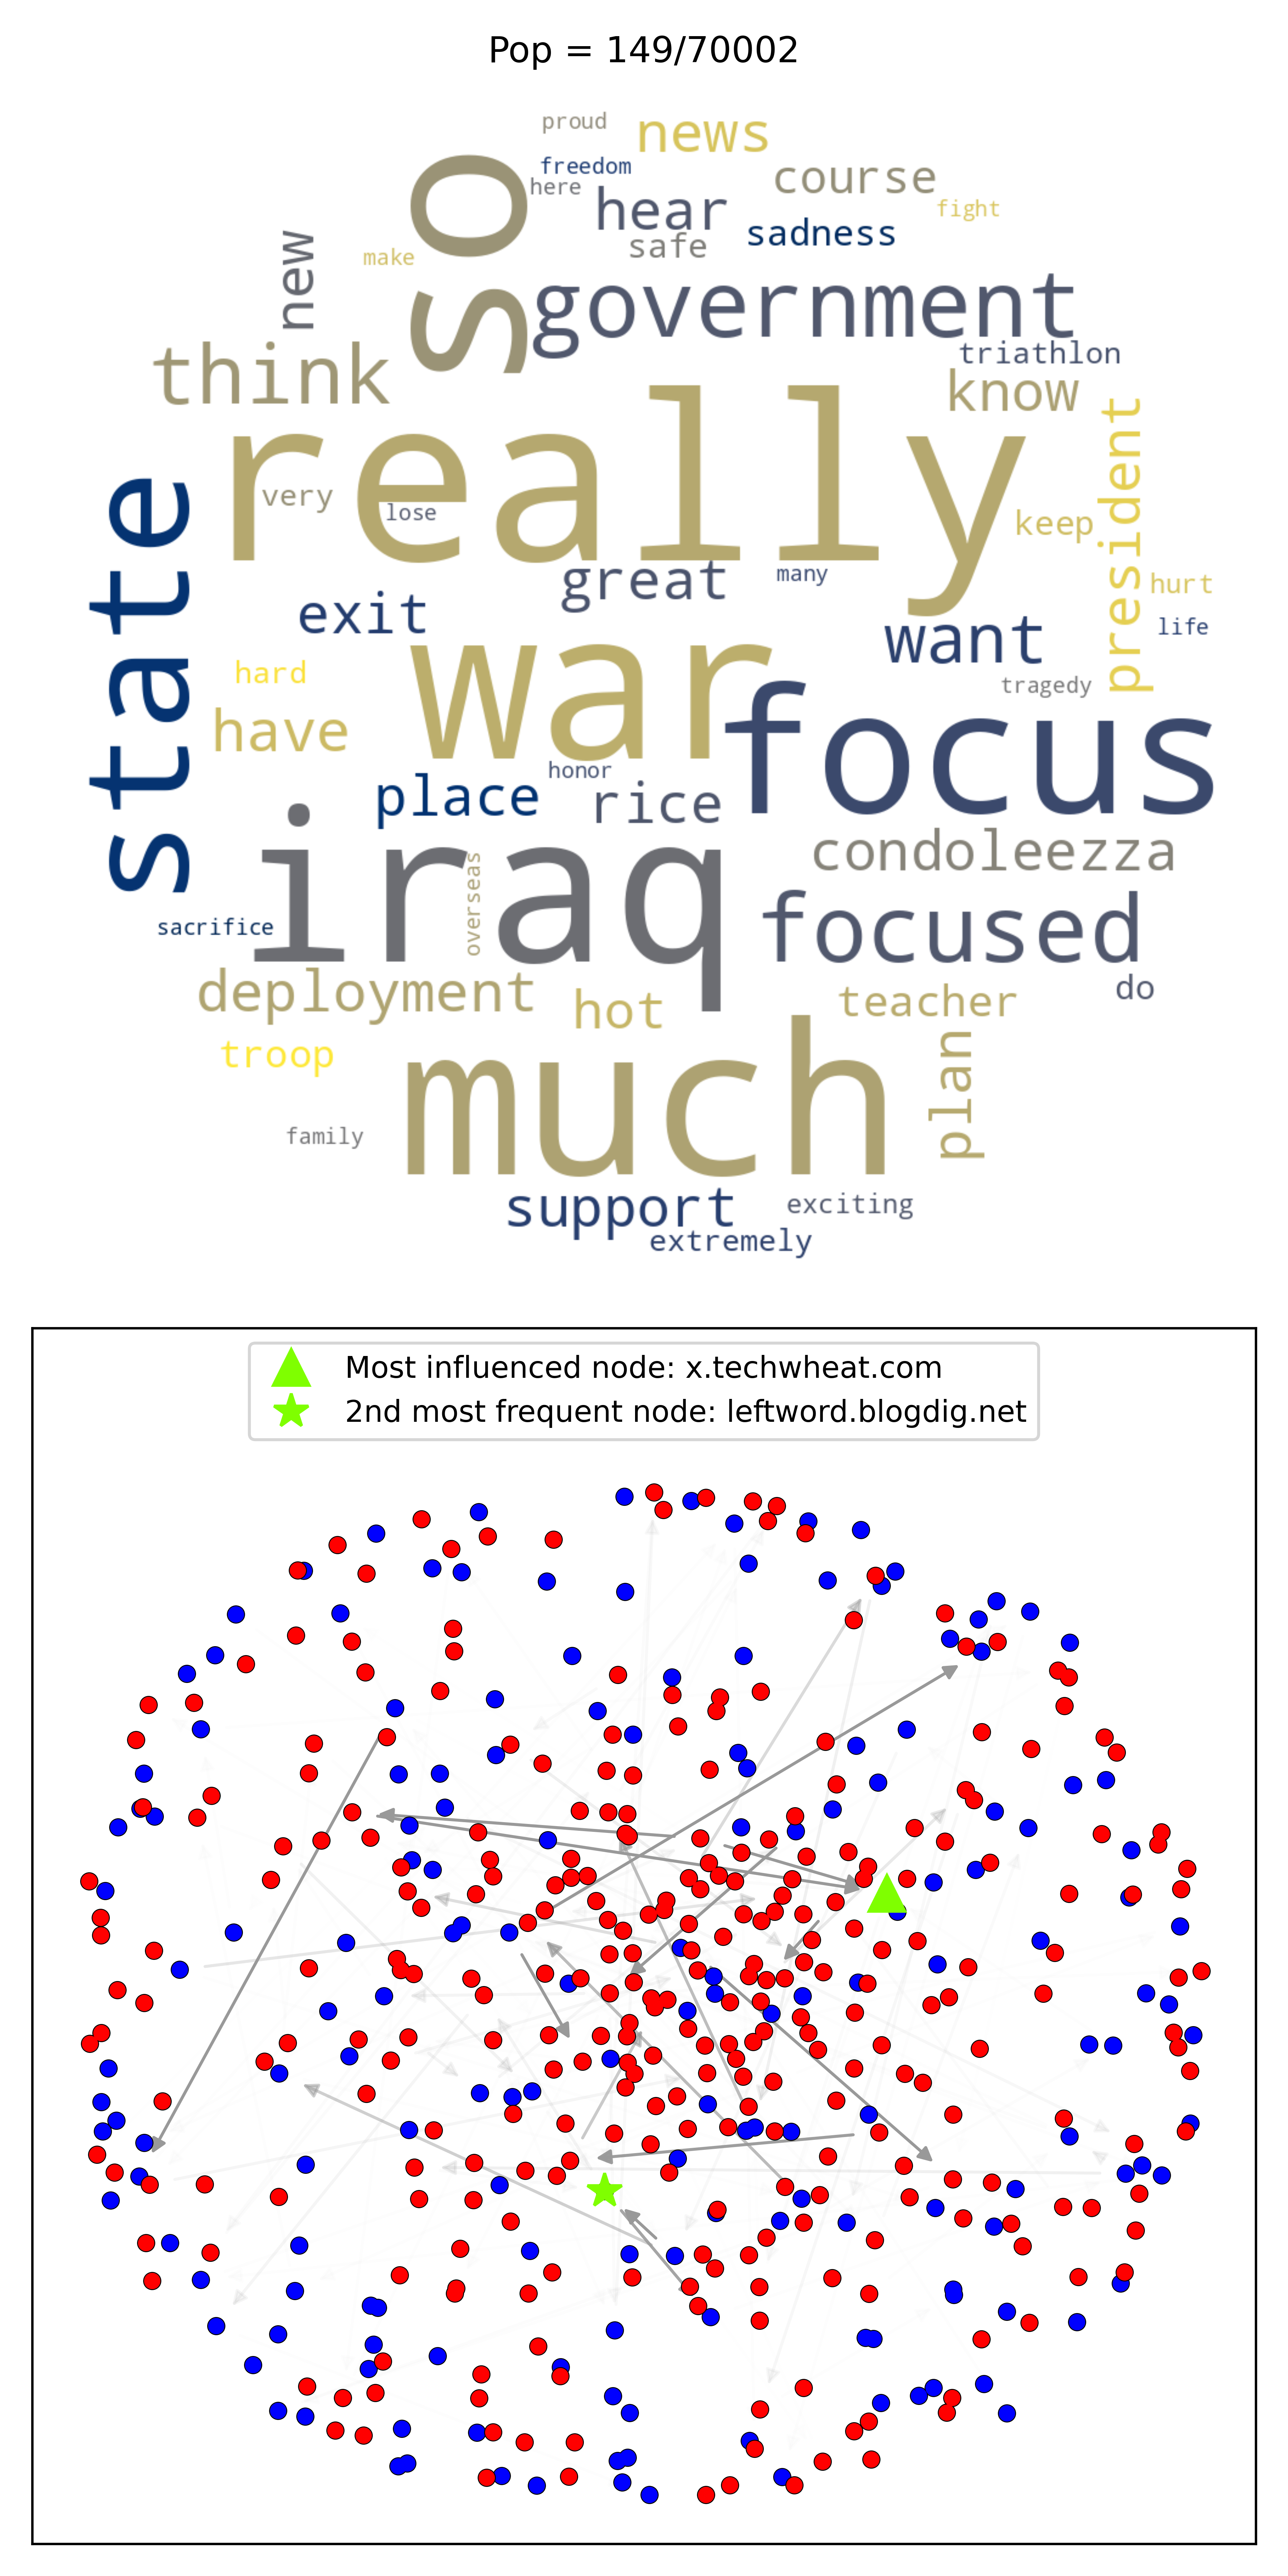 Pop = 149/70002
proud
news
freedom
here
course
hear
fight
safe
sadness
so
new
make
government
think
triathlon
know
really
president
very
lose
keep
state
great
many
hurt
exit
want
life
war
hard
tragedy
have
focus
honor
place
rice
iraq
condoleezza
overseas
focused
sacrifice
deployment
hot
teacher
do
troop
much
plan
family
support
exciting
extremely
Most influenced node: x.techwheat.com
2nd most frequent node: leftword.blogdig.net